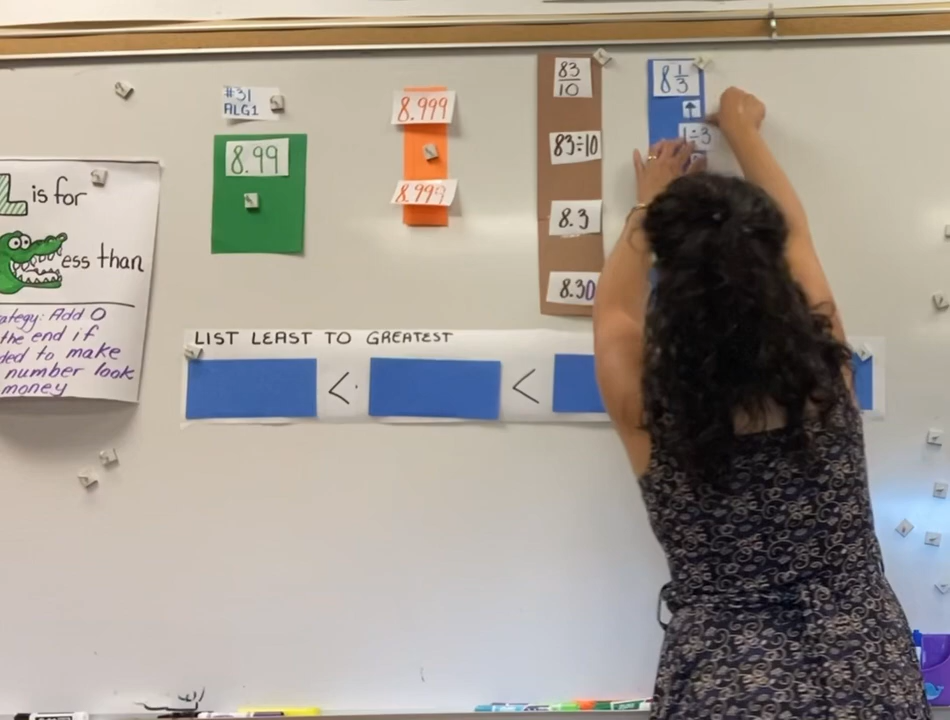 L is for
ess than
ategy: Add 0
the end if
ded to make
number look
money
#31
ALG1
8.99
8.999
8.999
83
10
83÷10
8.3
8.30
8 1/3
↑
1÷3
LIST LEAST TO GREATEST
<
<